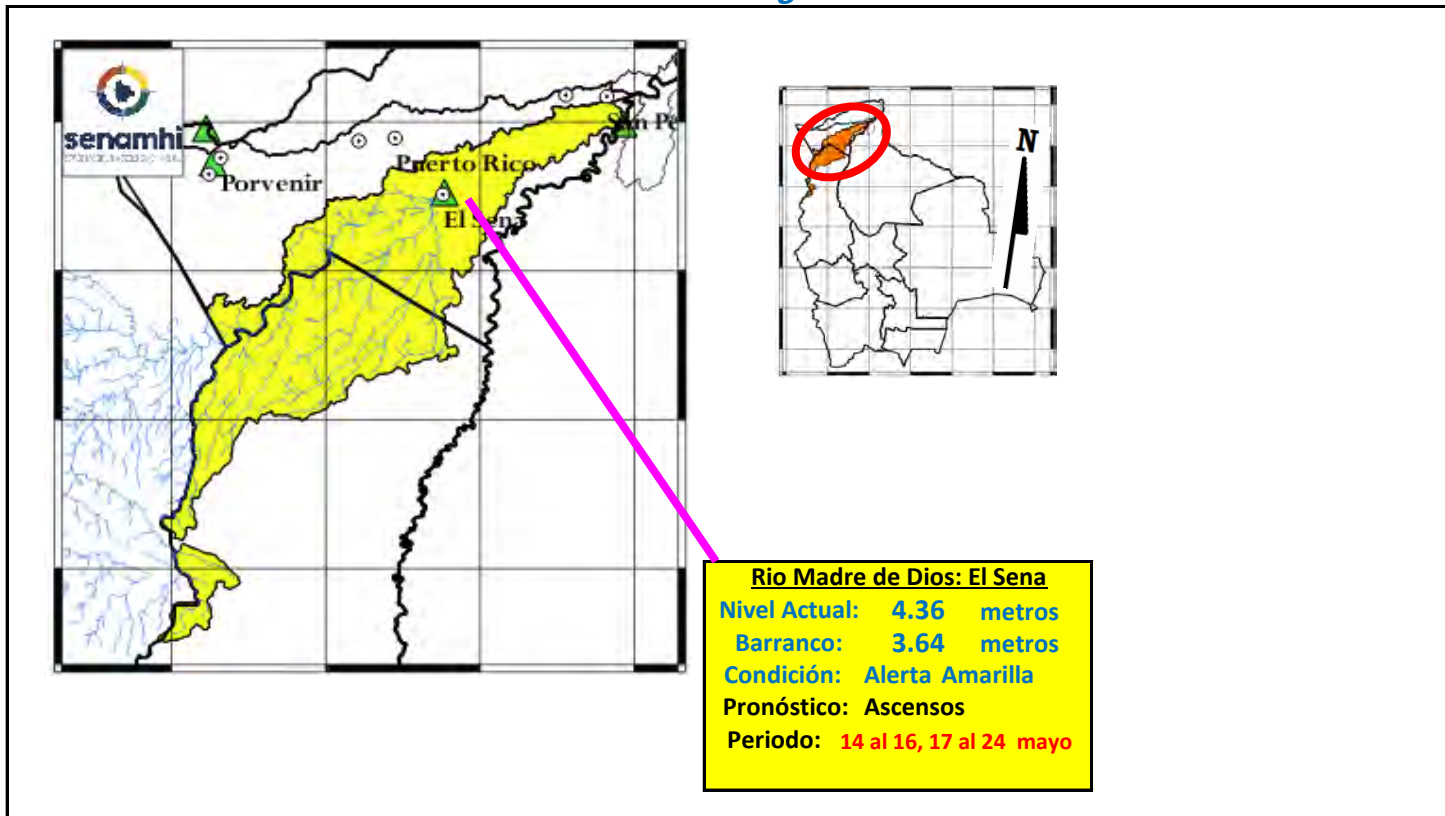 senamhi
Puerto Rico
Porvenir
El Sena
N
Rio Madre de Dios: El Sena
Nivel Actual: 4.36 metros
Barranco: 3.64 metros
Condición: Alerta Amarilla
Pronóstico: Ascensos
Periodo: 14 al 16, 17 al 24 mayo